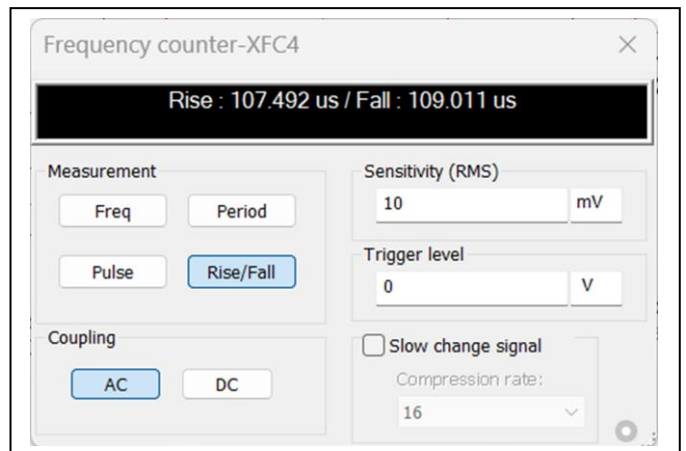 Frequency counter-XFC4
Rise : 107.492 us / Fall : 109.011 us
Measurement
Freq
Period
Pulse
Rise/Fall
Coupling
AC
DC
Sensitivity (RMS)
10
mV
Trigger level
0
V
Slow change signal
Compression rate:
16